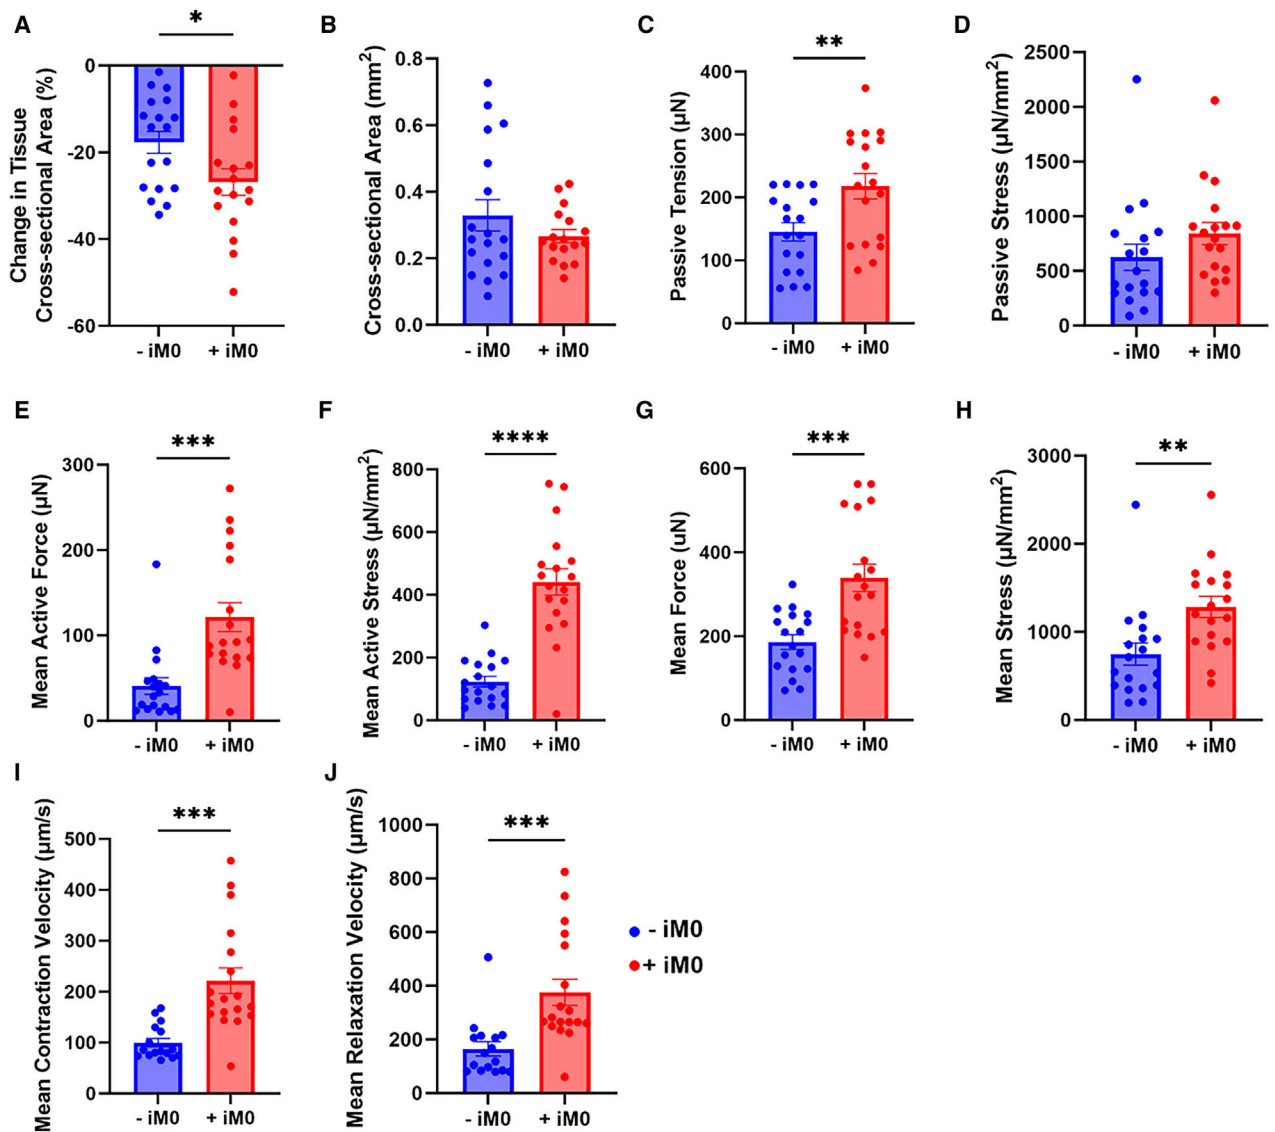 A
Change in Tissue
Cross-sectional Area (%)
*
0
-20
-40
-60
- iM0
+ iM0
B
Cross-sectional Area (mm²)
0.8
0.6
0.4
0.2
0.0
- iM0
+ iM0
C
Passive Tension (µN)
**
400
300
200
100
0
- iM0
+ iM0
D
Passive Stress (µN/mm²)
2500
2000
1500
1000
500
0
- iM0
+ iM0
E
Mean Active Force (µN)
***
300
200
100
0
- iM0
+ iM0
F
Mean Active Stress (µN/mm²)
****
800
600
400
200
0
- iM0
+ iM0
G
Mean Force (uN)
***
600
400
200
0
- iM0
+ iM0
H
Mean Stress (µN/mm²)
**
3000
2000
1000
0
- iM0
+ iM0
I
Mean Contraction Velocity (µm/s)
***
500
400
300
200
100
0
- iM0
+ iM0
J
Mean Relaxation Velocity (µm/s)
***
1000
800
600
400
200
0
- iM0
+ iM0
- iM0
+ iM0